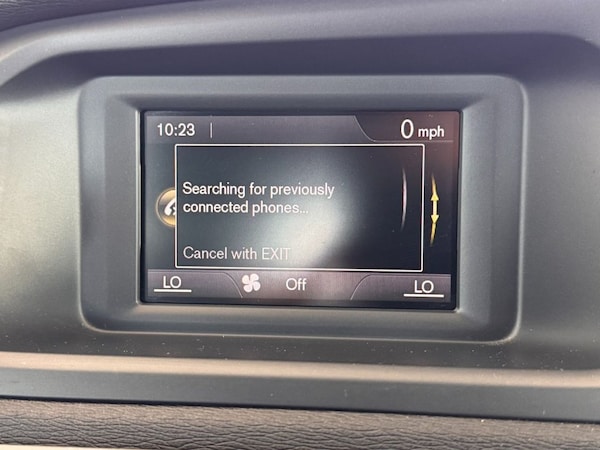 10:23
0 mph
Searching for previously
connected phones...
Cancel with EXIT
LO Off LO